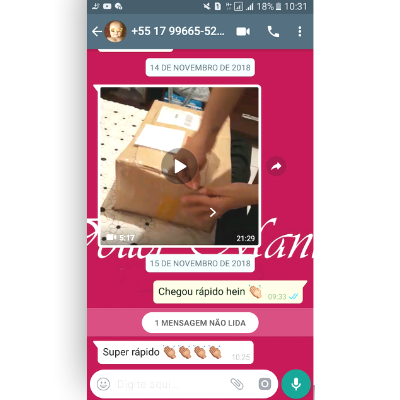 18% 10:31
+55 17 99665-52...
14 DE NOVEMBRO DE 2018
5:17
21:29
15 DE NOVEMBRO DE 2018
Chegou rápido hein 👏🏼
09:33
1 MENSAGEM NÃO LIDA
Super rápido 👏🏼👏🏼👏🏼👏🏼
10:25
Digite aqui...